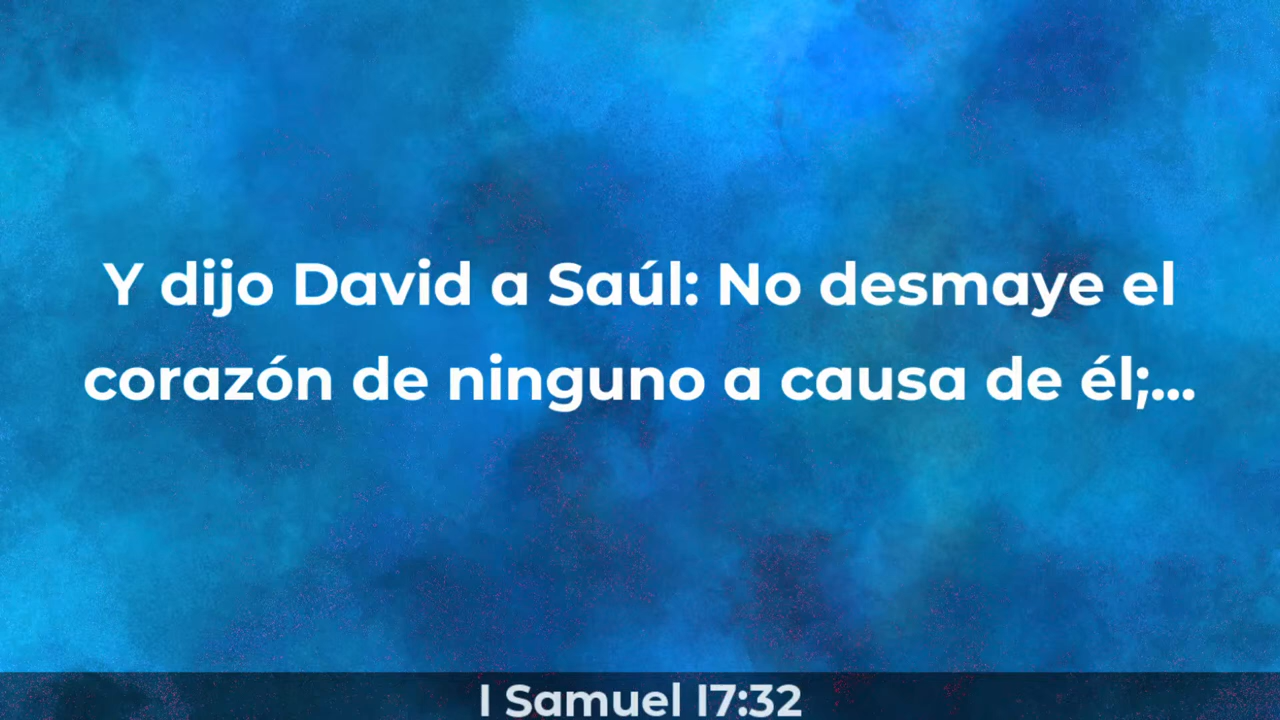 Y dijo David a Saúl: No desmaye el
corazón de ninguno a causa de él;...
I Samuel 17:32